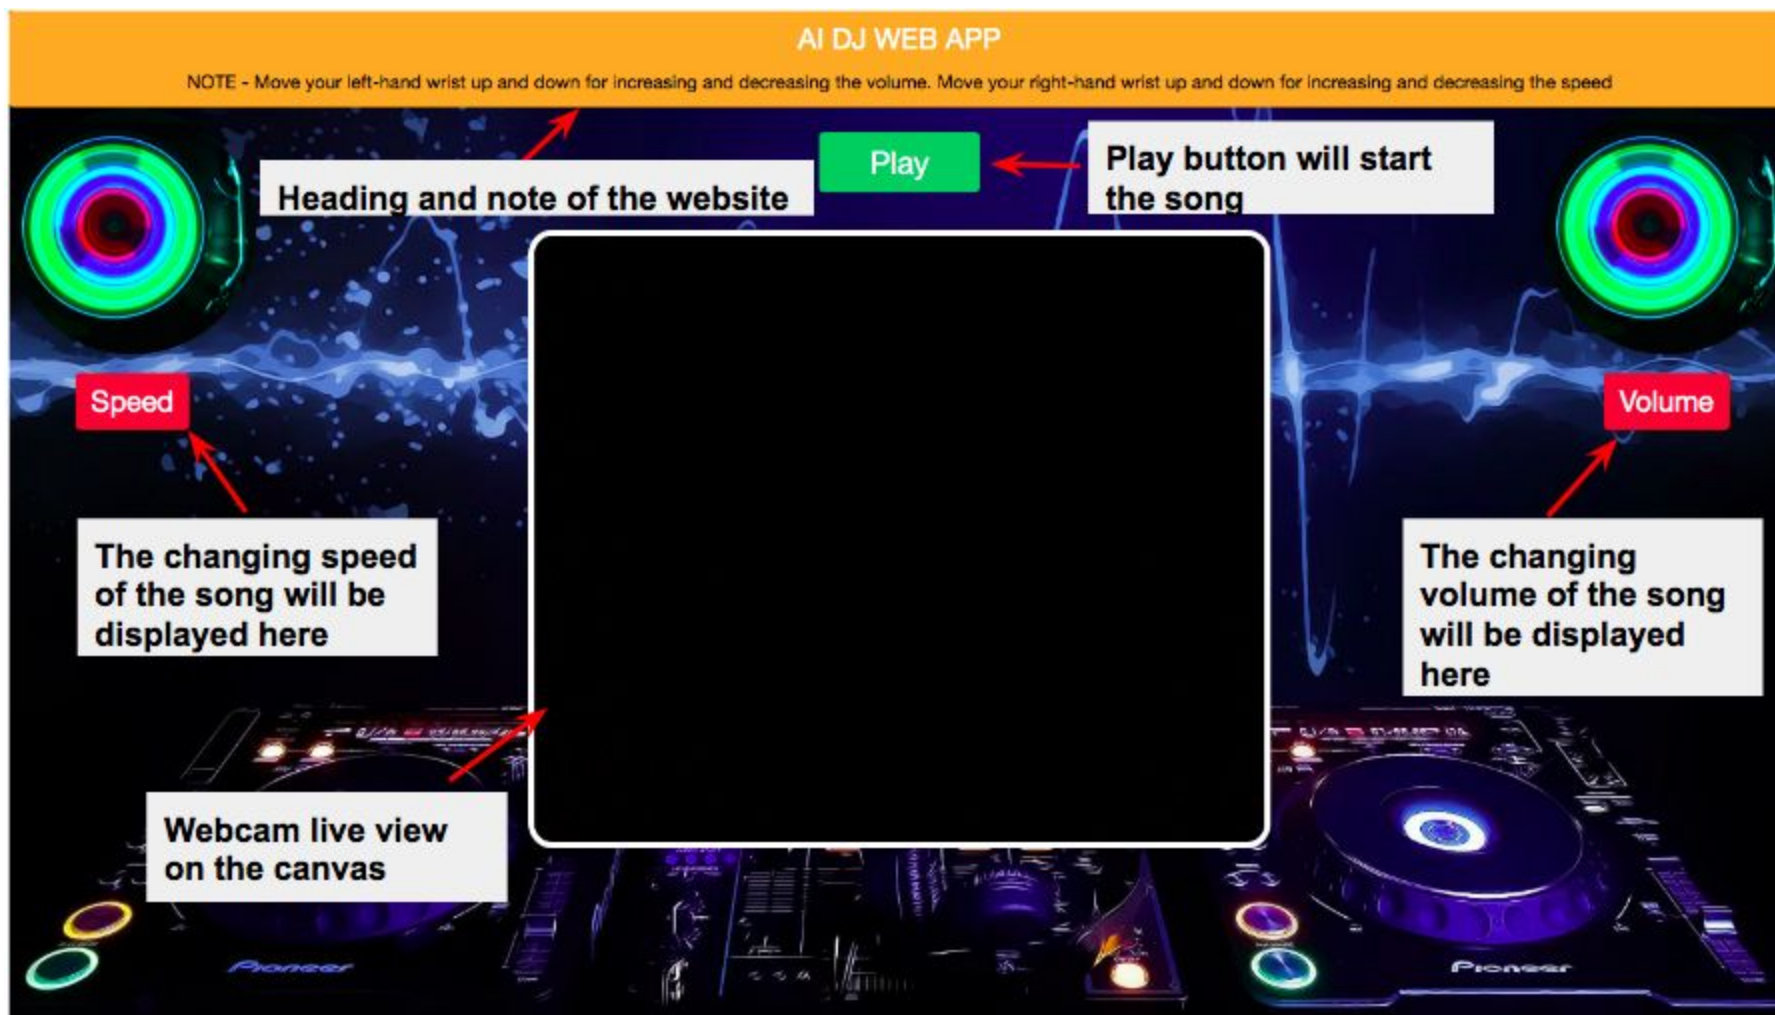 AI DJ WEB APP
NOTE - Move your left-hand wrist up and down for increasing and decreasing the volume. Move your right-hand wrist up and down for increasing and decreasing the speed
Heading and note of the website
Play
Play button will start
the song
Speed
Volume
The changing speed
of the song will be
displayed here
The changing
volume of the song
will be displayed
here
Webcam live view
on the canvas
Pioneer
Pioneer